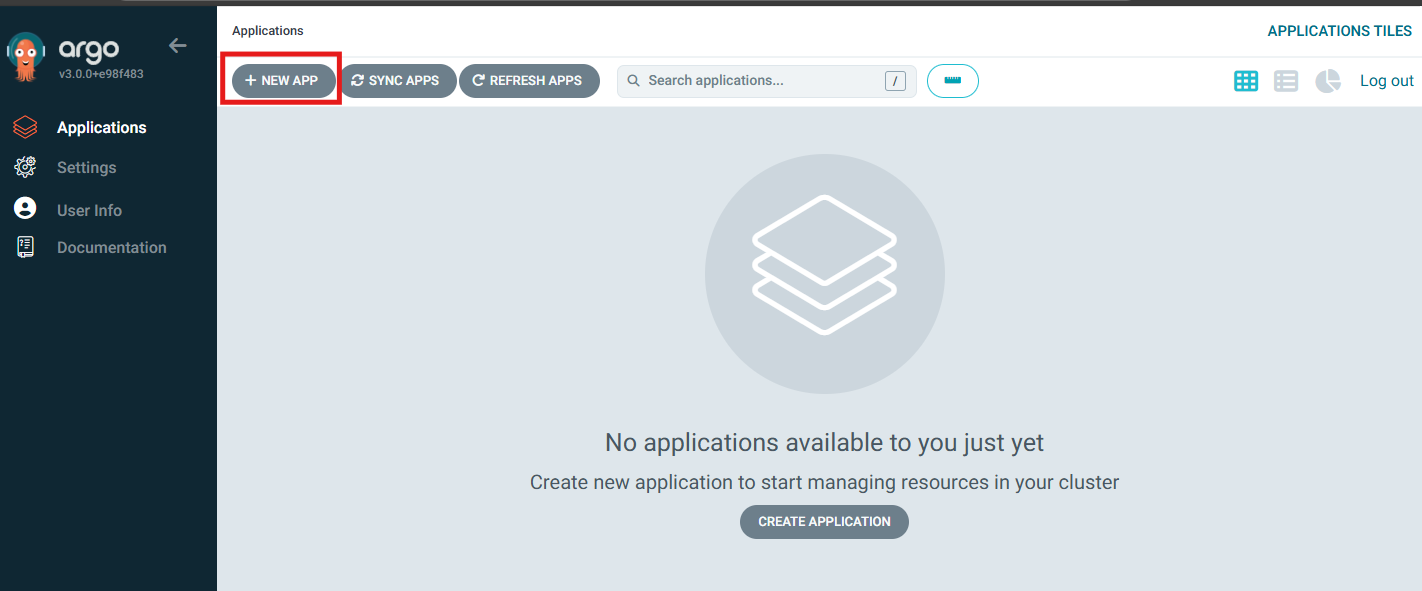 Applications
APPLICATIONS TILES
argo
v3.0.0+e98f483
+ NEW APP
SYNC APPS
REFRESH APPS
Search applications...
/
Log out
Applications
Settings
User Info
Documentation
No applications available to you just yet
Create new application to start managing resources in your cluster
CREATE APPLICATION